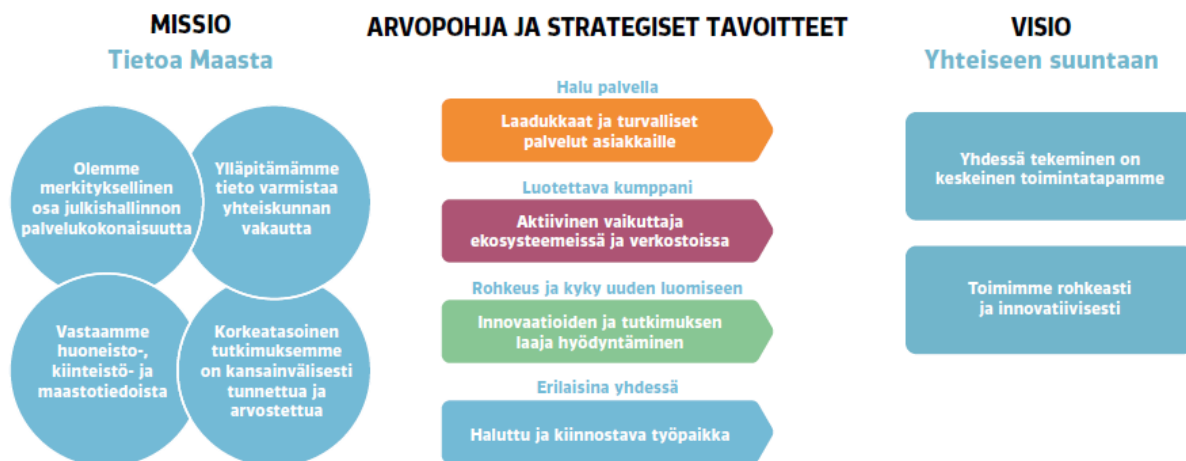 MISSIO
Tietoa Maasta
Olemme
merkityksellinen
osa julkishallinnon
palvelukokonaisuutta
Ylläpitämämme
tieto varmistaa
yhteiskunnan
vakautta
Vastaamme
huoneisto-,
kiinteistö- ja
maastotiedoista
Korkeatasoinen
tutkimuksemme
on kansainvälisesti
tunnettua ja
arvostettua
ARVOPOHJA JA STRATEGISET TAVOITTEET
Halu palvella
Laadukkaat ja turvalliset
palvelut asiakkaille
Luotettava kumppani
Aktiivinen vaikuttaja
ekosysteemeissä ja verkostoissa
Rohkeus ja kyky uuden luomiseen
Innovaatioiden ja tutkimuksen
laaja hyödyntäminen
Erilaisina yhdessä
Haluttu ja kiinnostava työpaikka
VISIO
Yhteiseen suuntaan
Yhdessä tekeminen on
keskeinen toimintatapamme
Toimimme rohkeasti
ja innovatiivisesti